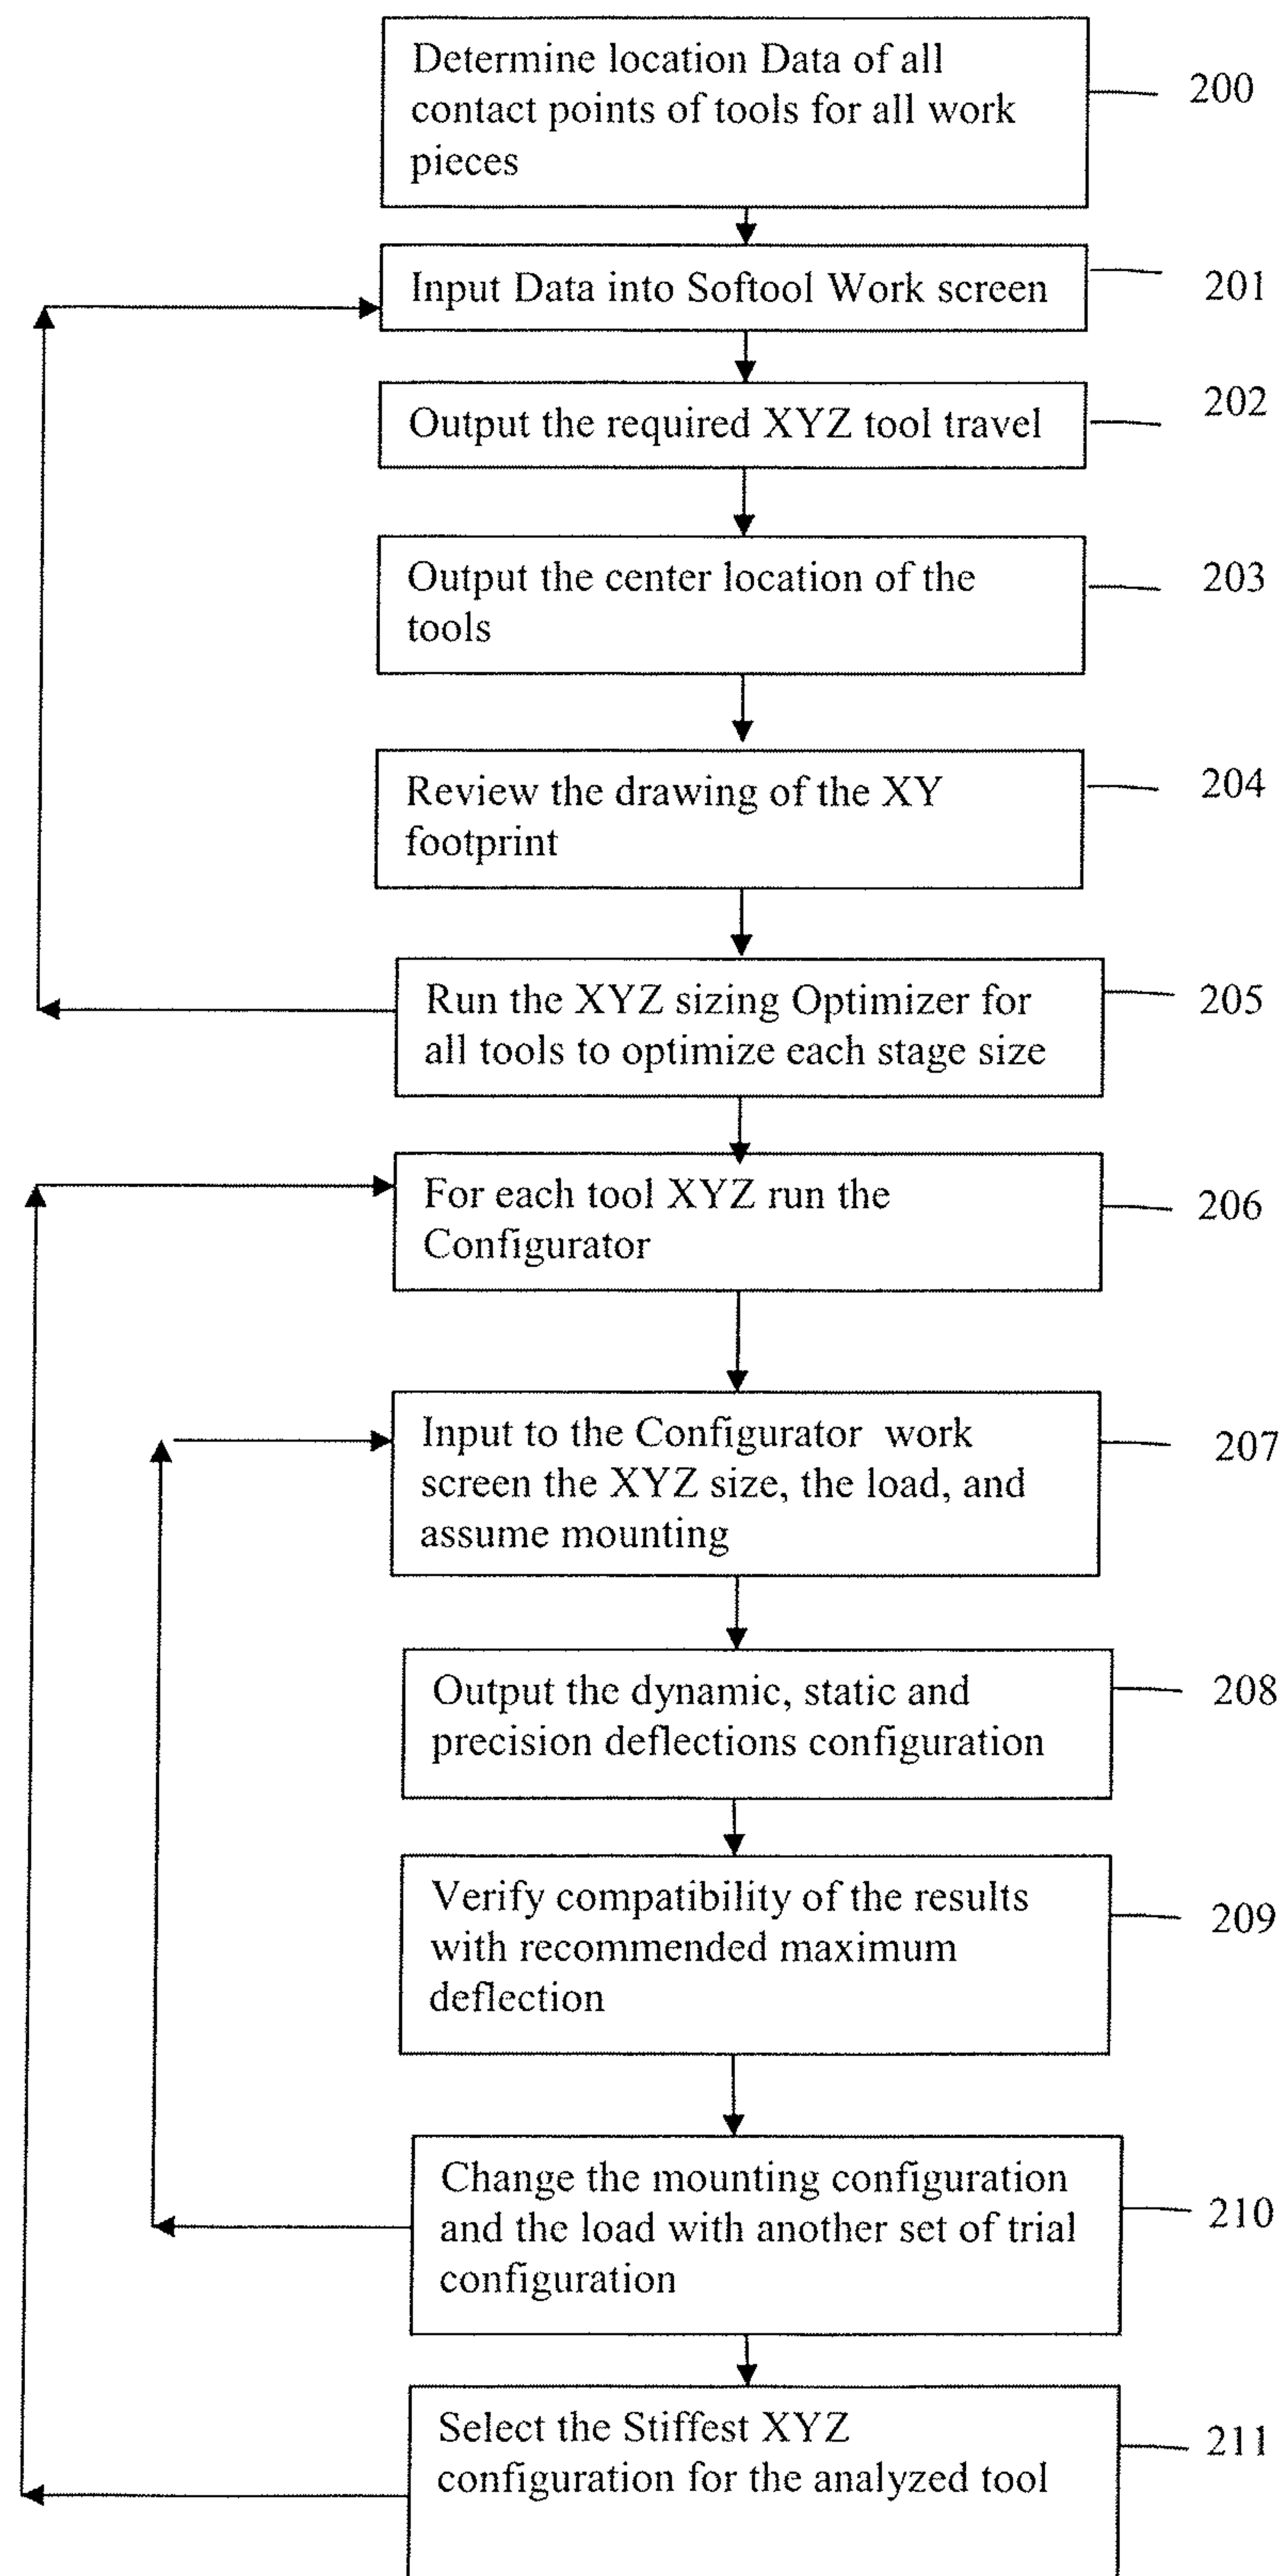 Determine location Data of all
contact points of tools for all work
pieces
200
Input Data into Softool Work screen
201
Output the required XYZ tool travel
202
Output the center location of the
tools
203
Review the drawing of the XY
footprint
204
Run the XYZ sizing Optimizer for
all tools to optimize each stage size
205
For each tool XYZ run the
Configurator
206
Input to the Configurator work
screen the XYZ size, the load, and
assume mounting
207
Output the dynamic, static and
precision deflections configuration
208
Verify compatibility of the results
with recommended maximum
deflection
209
Change the mounting configuration
and the load with another set of trial
configuration
210
Select the Stiffest XYZ
configuration for the analyzed tool
211